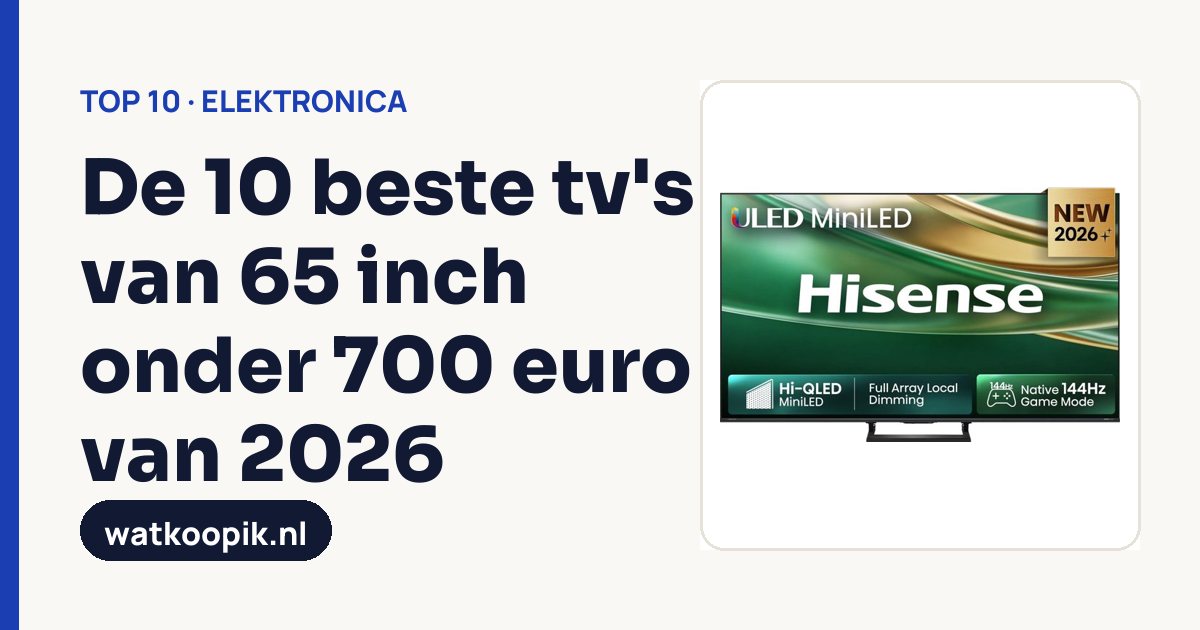 TOP 10 · ELEKTRONICA
De 10 beste tv's
van 65 inch
onder 700 euro
van 2026
watkoopik.nl
ULED MiniLED
NEW
2026
Hisense
Hi-QLED
MiniLED
Full Array Local
Dimming
144Hz
Native 144Hz
Game Mode